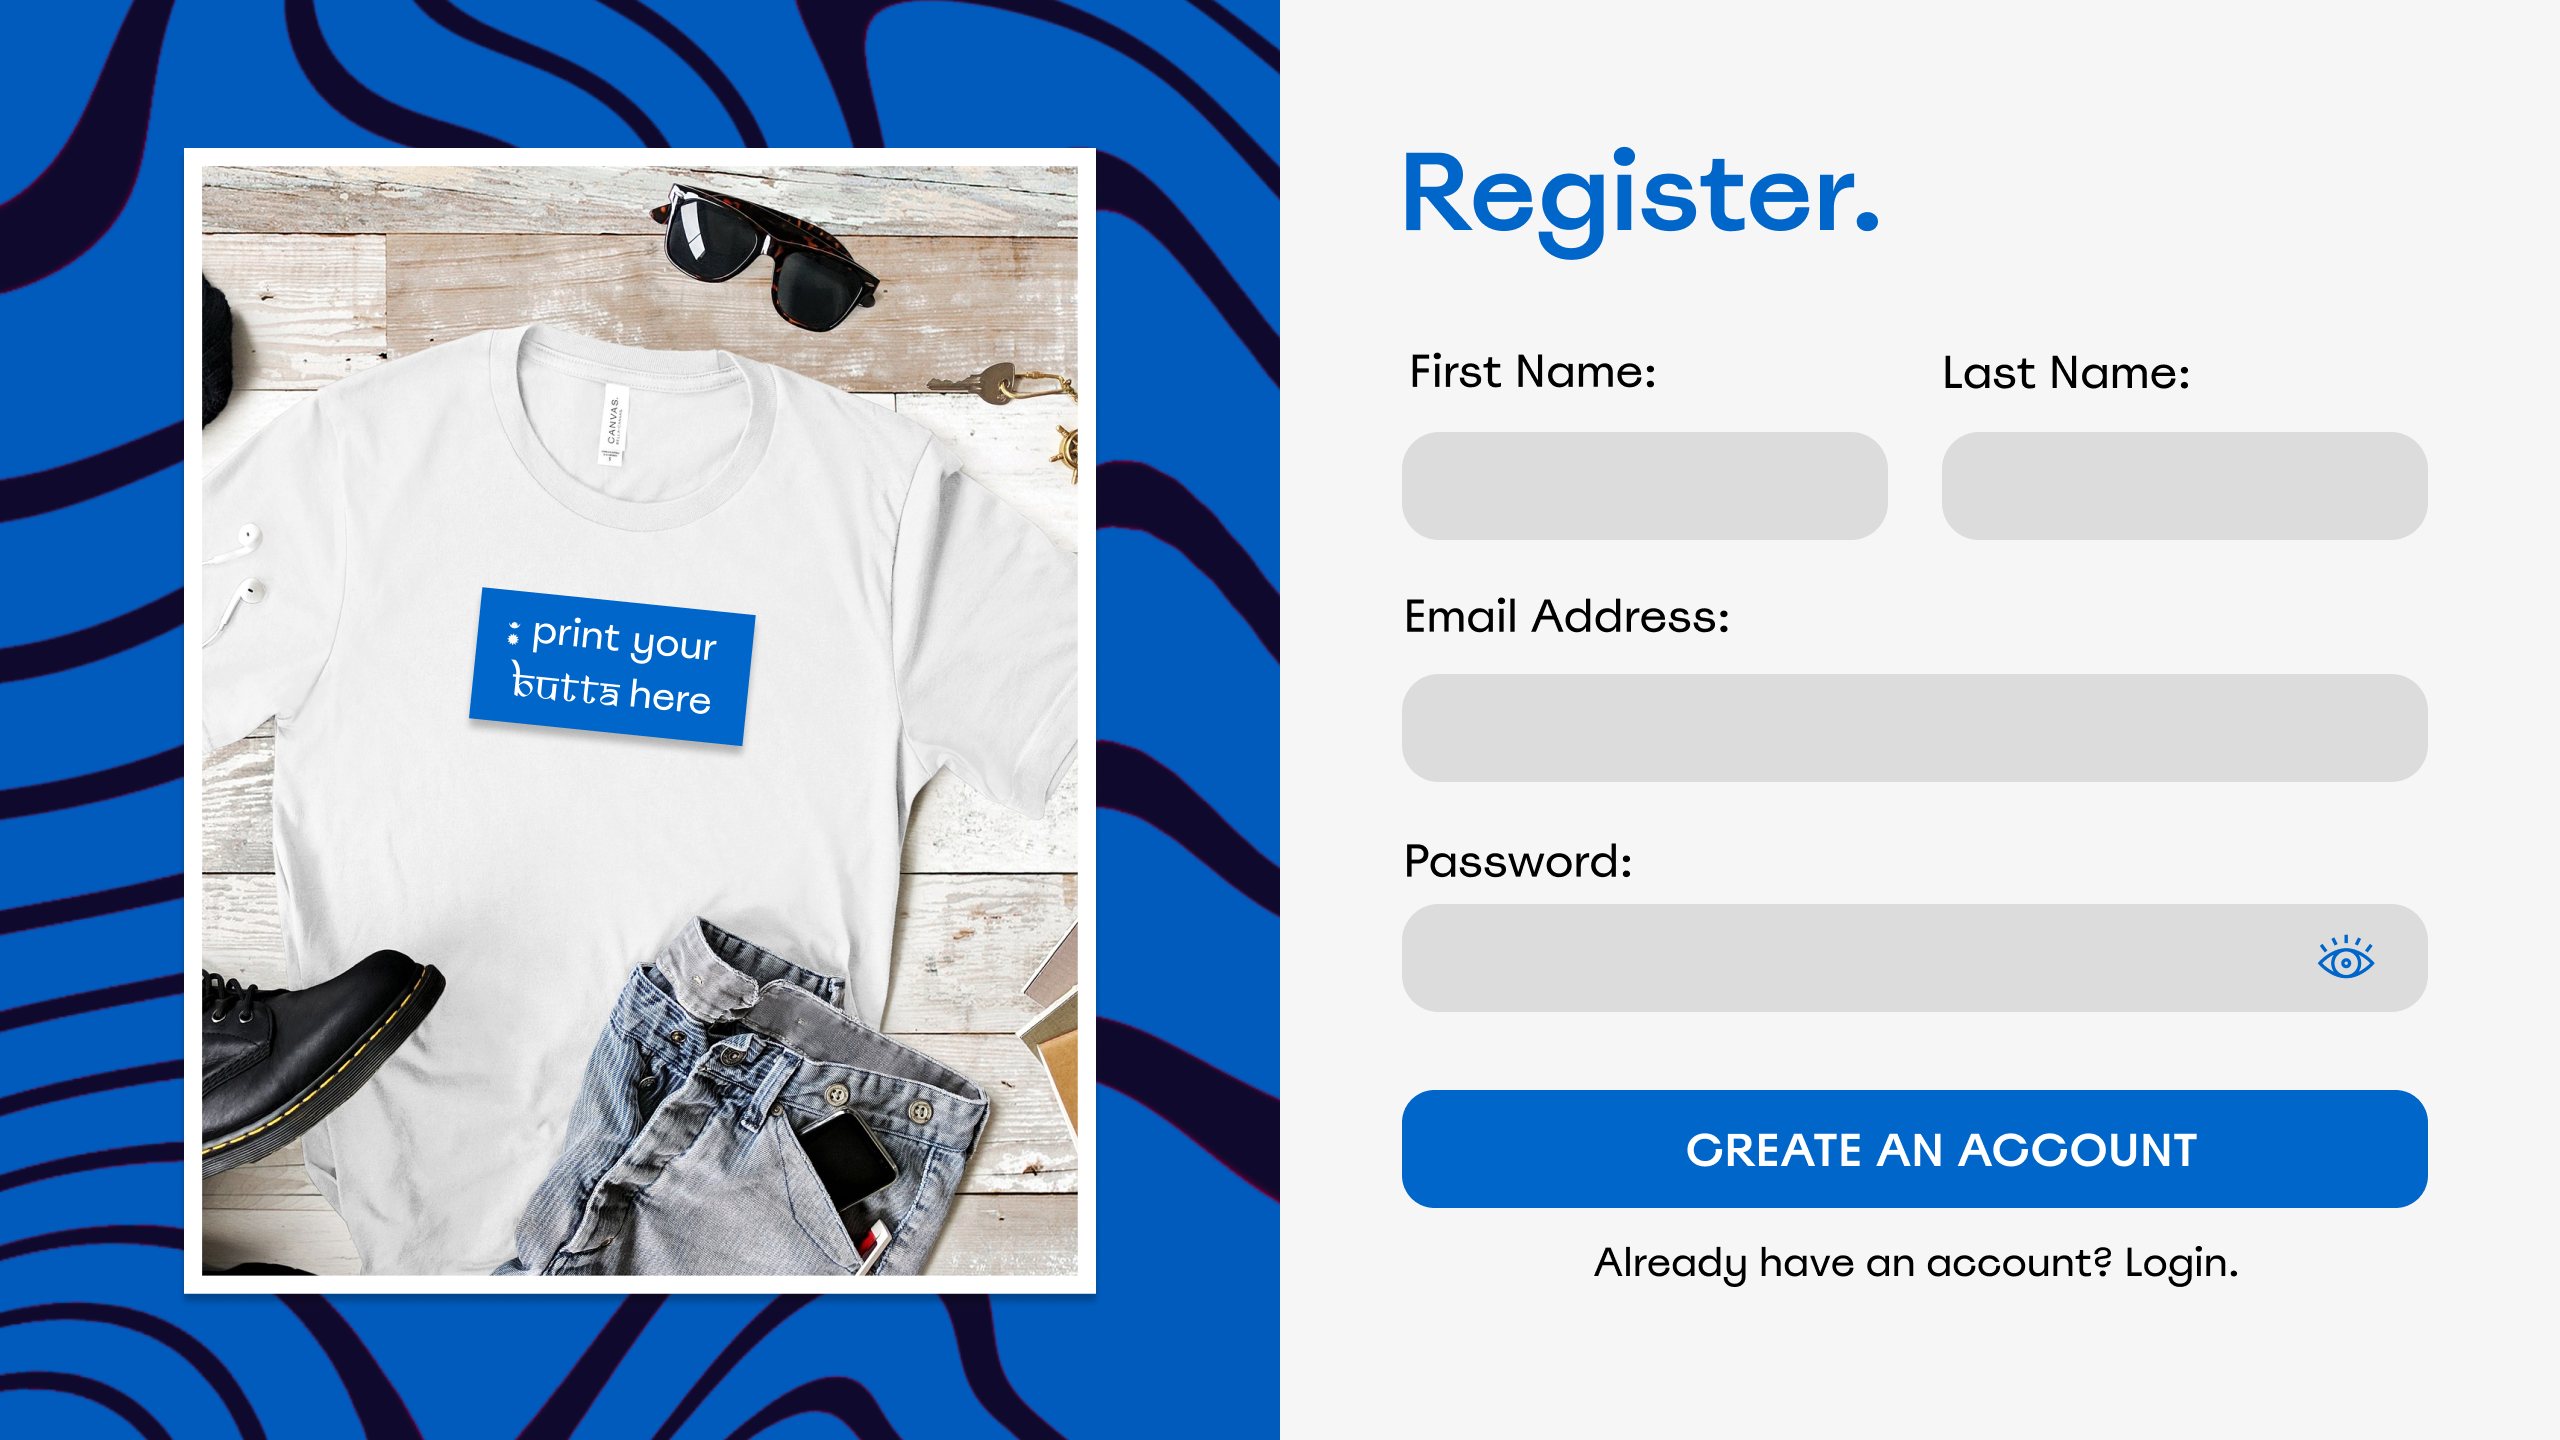 CANVAS.
: print your
butta here
Register.
First Name:
Last Name:
Email Address:
Password:
CREATE AN ACCOUNT
Already have an account? Login.